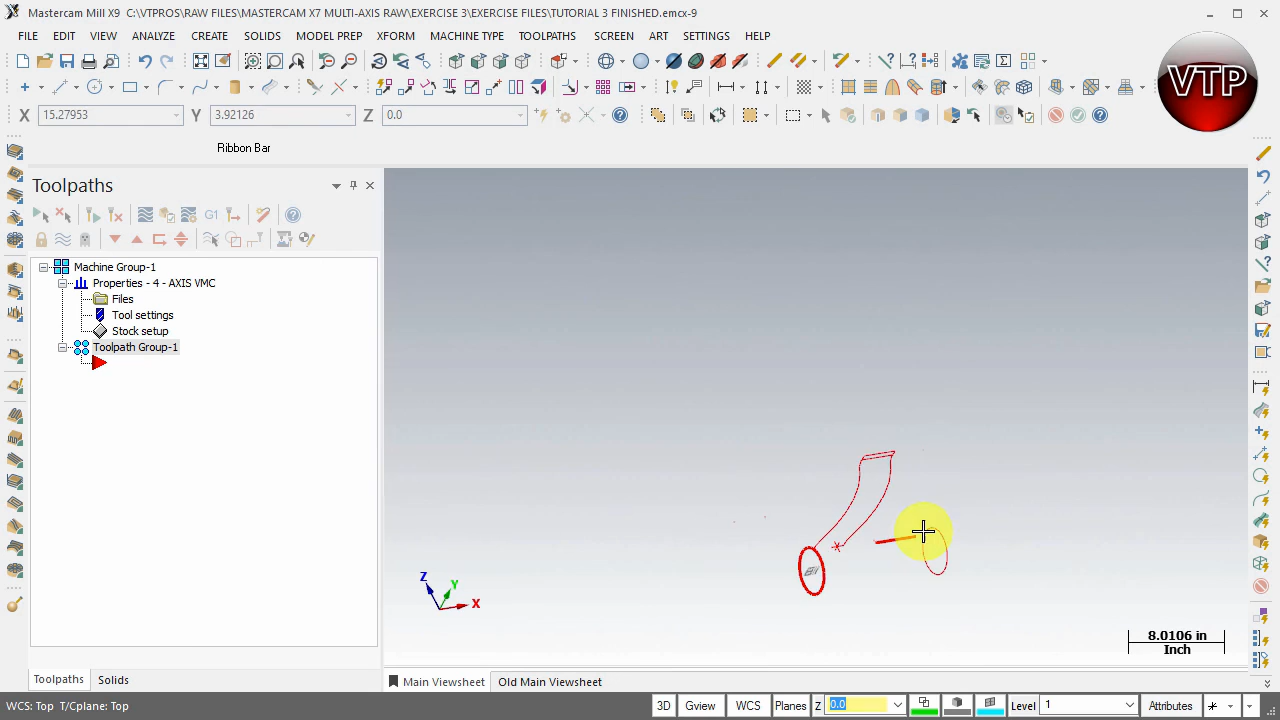 Mastercam Mill X9 C:\VTPROS\RAW FILES\MASTERCAM X7 MULTI-AXIS RAW\EXERCISE 3\EXERCISE FILES\TUTORIAL 3 FINISHED.emcx-9
FILE EDIT VIEW ANALYZE CREATE SOLIDS MODEL PREP XFORM MACHINE TYPE TOOLPATHS SCREEN ART SETTINGS HELP
VTP
X 15.27953 Y 3.92126 Z 0.0
Ribbon Bar
Toolpaths
G1
Machine Group-1
Properties - 4 - AXIS VMC
Files
Tool settings
Stock setup
Toolpath Group-1
Z
Y
X
8.0106 in
Inch
Toolpaths Solids
Main Viewsheet Old Main Viewsheet
WCS: Top T/Cplane: Top 3D Gview WCS Planes Z 0.0 Level 1 Attributes